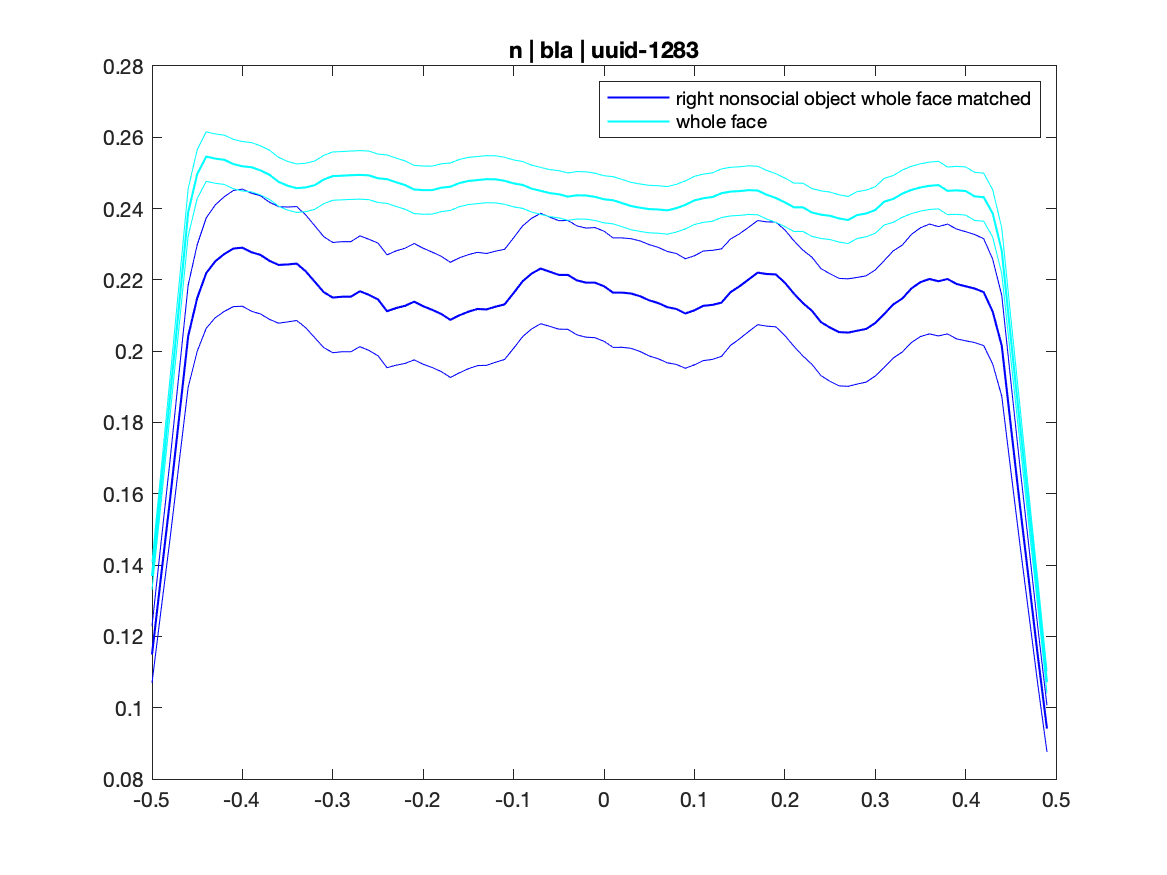 n | bla | uuid-1283
right nonsocial object whole face matched
whole face
0.28
0.26
0.24
0.22
0.2
0.18
0.16
0.14
0.12
0.1
0.08
-0.5 -0.4 -0.3 -0.2 -0.1 0 0.1 0.2 0.3 0.4 0.5